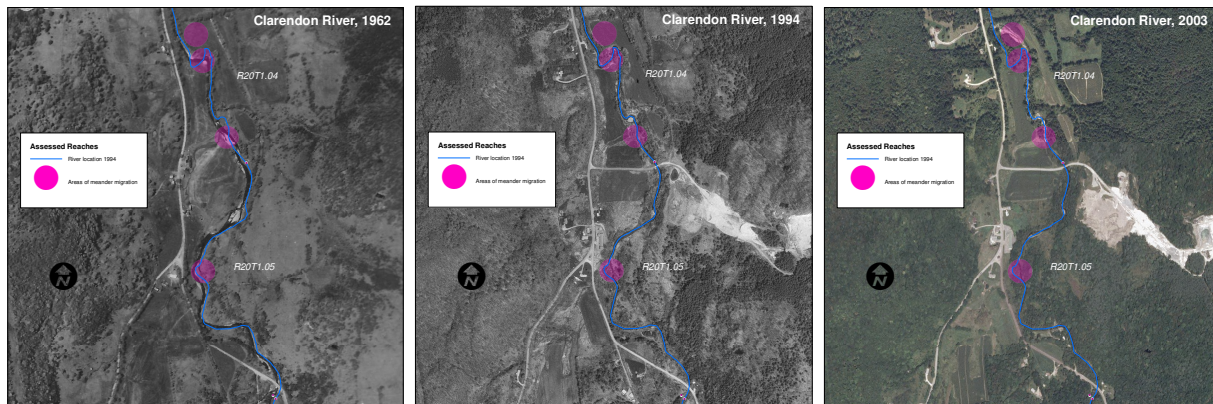 Clarendon River, 1962
R20T1.04
Assessed Reaches
River location 1994
Areas of meander migration
R20T1.05
N
Clarendon River, 1994
R20T1.04
Assessed Reaches
River location 1994
Areas of meander migration
R20T1.05
N
Clarendon River, 2003
R20T1.04
Assessed Reaches
River location 1994
Areas of meander migration
R20T1.05
N